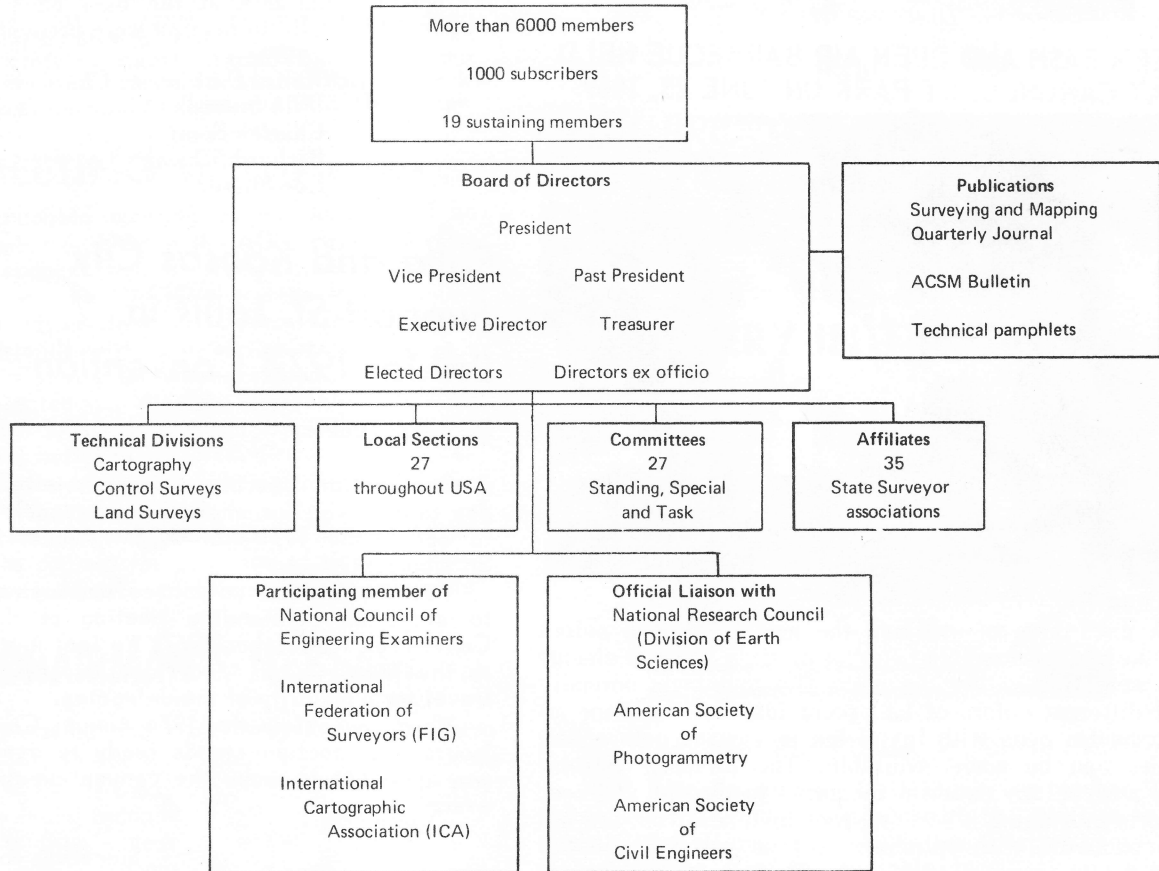 More than 6000 members
1000 subscribers
19 sustaining members
Board of Directors
President
Vice President Past President
Executive Director Treasurer
Elected Directors Directors ex officio
Publications
Surveying and Mapping
Quarterly Journal
ACSM Bulletin
Technical pamphlets
Technical Divisions
Cartography
Control Surveys
Land Surveys
Local Sections
27
throughout USA
Committees
27
Standing, Special
and Task
Affiliates
35
State Surveyor
associations
Participating member of
National Council of
Engineering Examiners
International
Federation of
Surveyors (FIG)
International
Cartographic
Association (ICA)
Official Liaison with
National Research Council
(Division of Earth
Sciences)
American Society
of
Photogrammetry
American Society
of
Civil Engineers